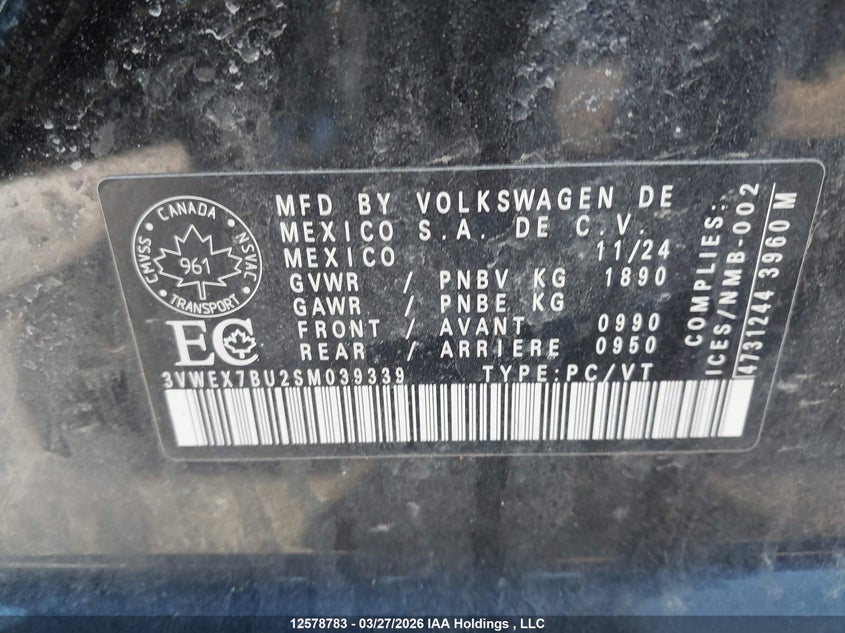 CANADA
CMVSS
NSVAC
961
TRANSPORT
EC
MFD BY VOLKSWAGEN DE
MEXICO S.A. DE C.V.
MEXICO 11/24
GVWR / PNBV KG 1890
GAWR / PNBE KG
FRONT / AVANT 0990
REAR / ARRIERE 0950
3VWEX7BU2SM039339 TYPE:PC/VT
COMPLIES:
ICES/NMB-002
4731244 3960 M
12578783 - 03/27/2026 IAA Holdings , LLC